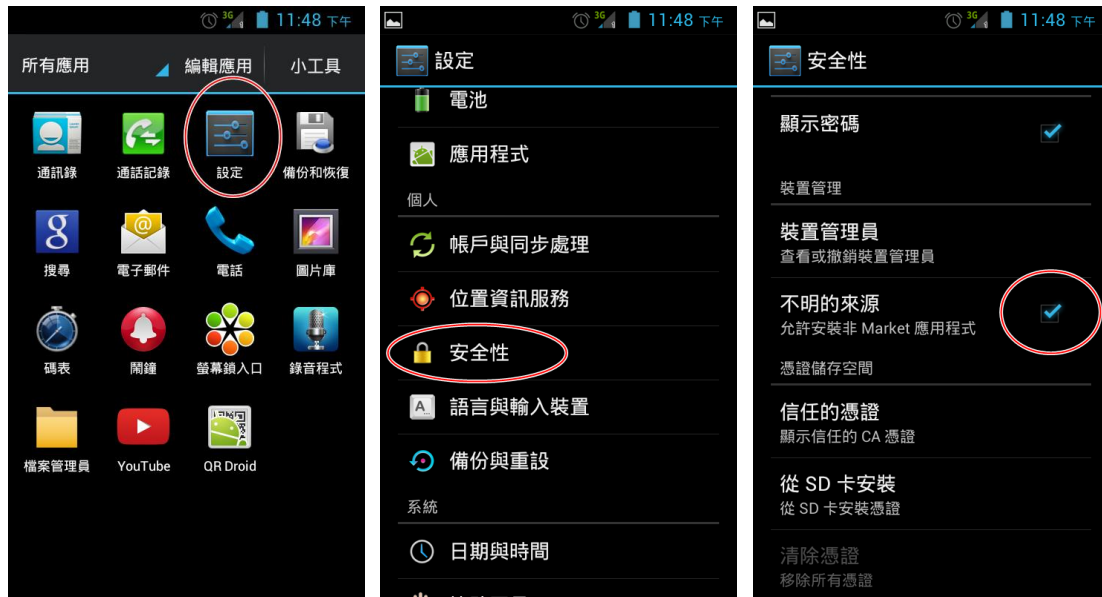 3G 11:48 下午
所有應用 編輯應用 小工具
通訊錄 通話記錄 設定 備份和恢復
搜尋 電子郵件 電話 圖片庫
碼表 鬧鐘 螢幕鎖入口 錄音程式
檔案管理員 YouTube QR Droid
3G 11:48 下午
設定
電池
應用程式
個人
帳戶與同步處理
位置資訊服務
安全性
語言與輸入裝置
備份與重設
系統
日期與時間
3G 11:48 下午
安全性
顯示密碼
裝置管理
裝置管理員
查看或撤銷裝置管理員
不明的來源
允許安裝非 Market 應用程式
憑證儲存空間
信任的憑證
顯示信任的 CA 憑證
從 SD 卡安裝
從 SD 卡安裝憑證
清除憑證
移除所有憑證